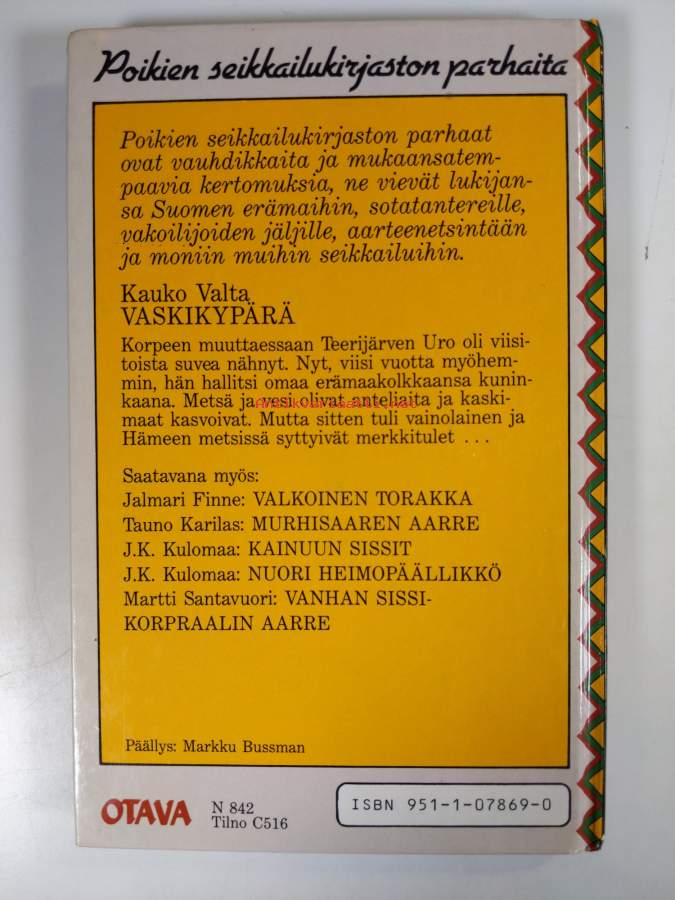 Poikien seikkailukirjaston parhaita
Poikien seikkailukirjaston parhaat
ovat vauhdikkaita ja mukaansatem-
paavia kertomuksia, ne vievät lukijan-
sa Suomen erämaihin, sotatantereille,
vakoilijoiden jäljille, aarteenetsintään
ja moniin muihin seikkailuihin.
Kauko Valta
VASKIKYPÄRÄ
Korpeen muuttaessaan Teerijärven Uro oli viisi-
toista suvea nähnyt. Nyt, viisi vuotta myöhem-
min, hän hallitsi omaa erämaakolkkaansa kunin-
kaana. Metsä ja vesi olivat anteliaita ja kaski-
maat kasvoivat. Mutta sitten tuli vainolainen ja
Hämeen metsissä syttyivät merkkitulet . . .
Saatavana myös:
Jalmari Finne: VALKOINEN TORAKKA
Tauno Karilas: MURHISAAREN AARRE
J.K. Kulomaa: KAINUUN SISSIT
J.K. Kulomaa: NUORI HEIMOPÄÄLLIKKÖ
Martti Santavuori: VANHAN SISSI-
KORPRAALIN AARRE
Päällys: Markku Bussman
OTAVA
N 842
Tilno C516
ISBN 951-1-07869-0